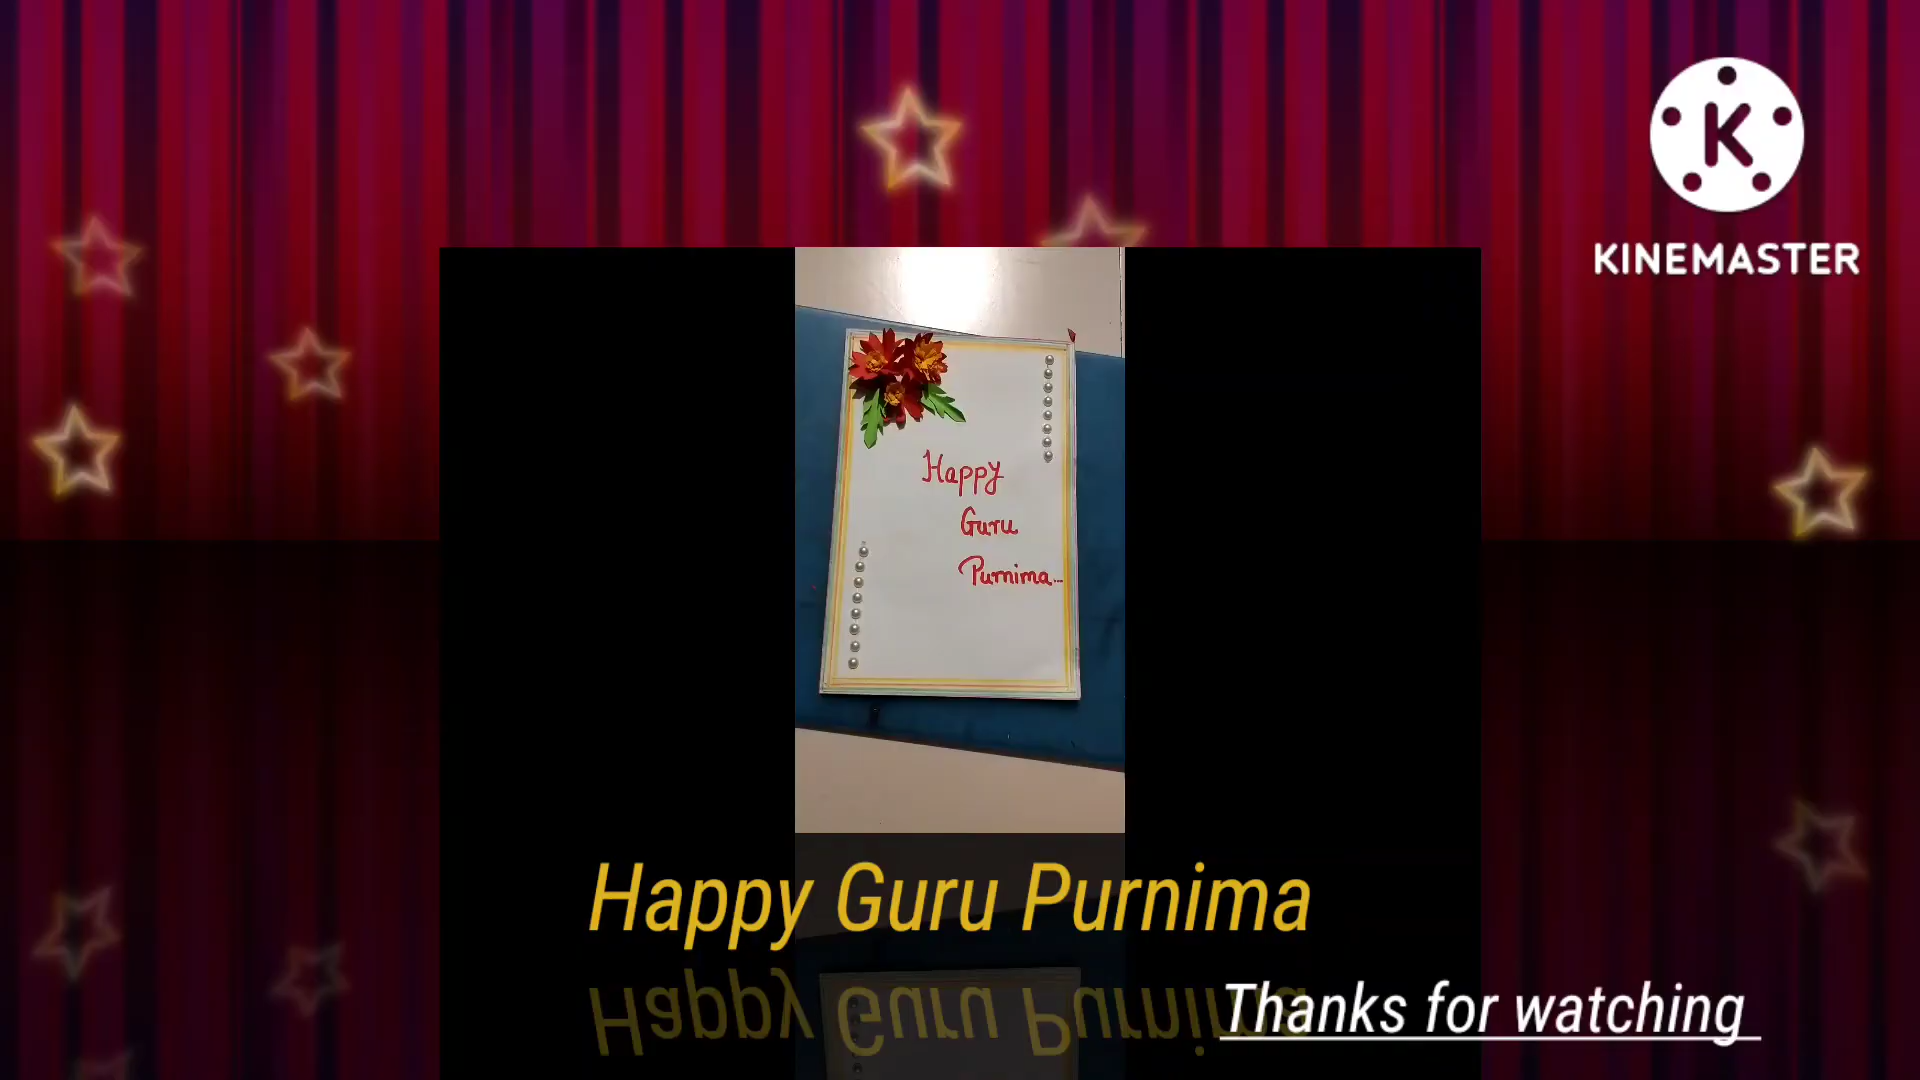 K
KINEMASTER
Happy
Guru
Purnima...
Happy Guru Purnima
Thanks for watching